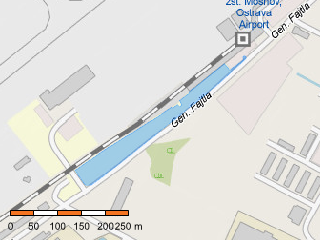 zst. Mošnov,
Ostrava
Airport
Gen. Fajtla
Gen. Fajtla
0 50 100 150 200 250 m